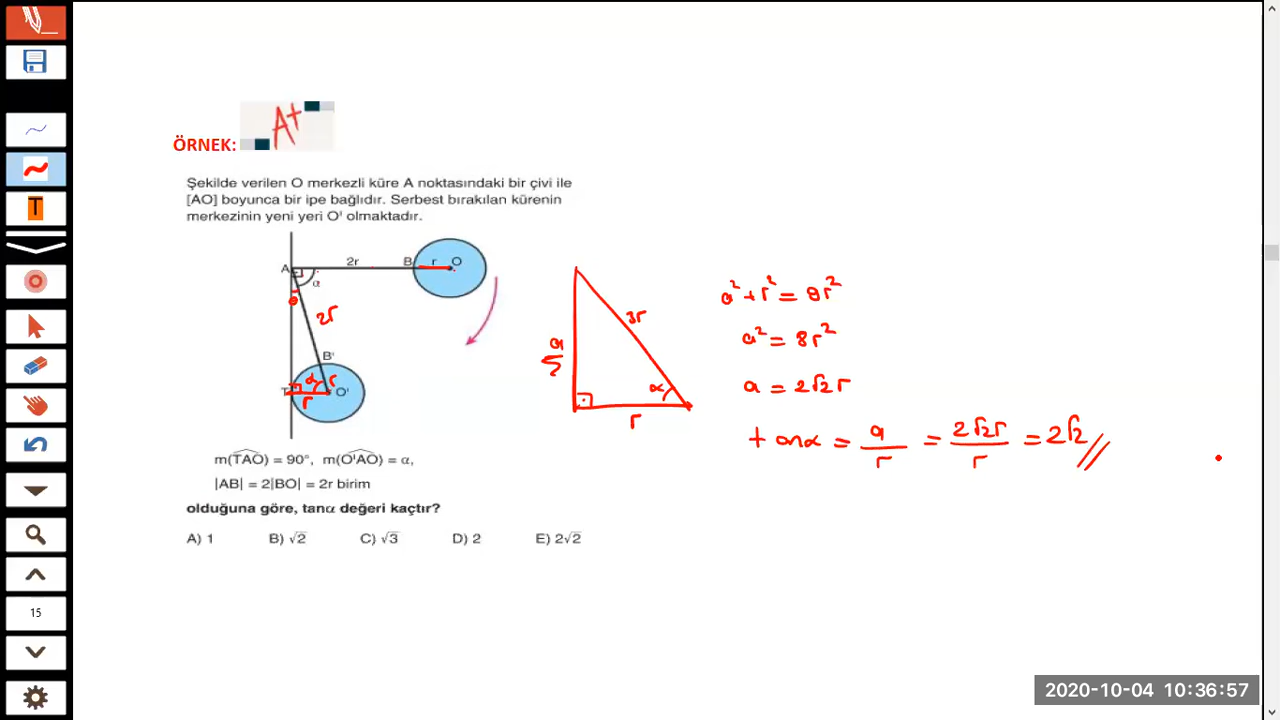 A+
ÖRNEK:
Şekilde verilen O merkezli küre A noktasındaki bir çivi ile
[AO] boyunca bir ipe bağlıdır. Serbest bırakılan kürenin
merkezinin yeni yeri O' olmaktadır.
A 2r B r O
α
θ
2r
B'
T α r O'
r
a 3r
α
r
a² + r² = 9r²
a² = 8r²
a = 2√2 r
tanα = a/r = 2√2r/r = 2√2 //
m(TAO) = 90°, m(O'AO) = α,
|AB| = 2|BO| = 2r birim
olduğuna göre, tanα değeri kaçtır?
A) 1 B) √2 C) √3 D) 2 E) 2√2
T
15
2020-10-04 10:36:57